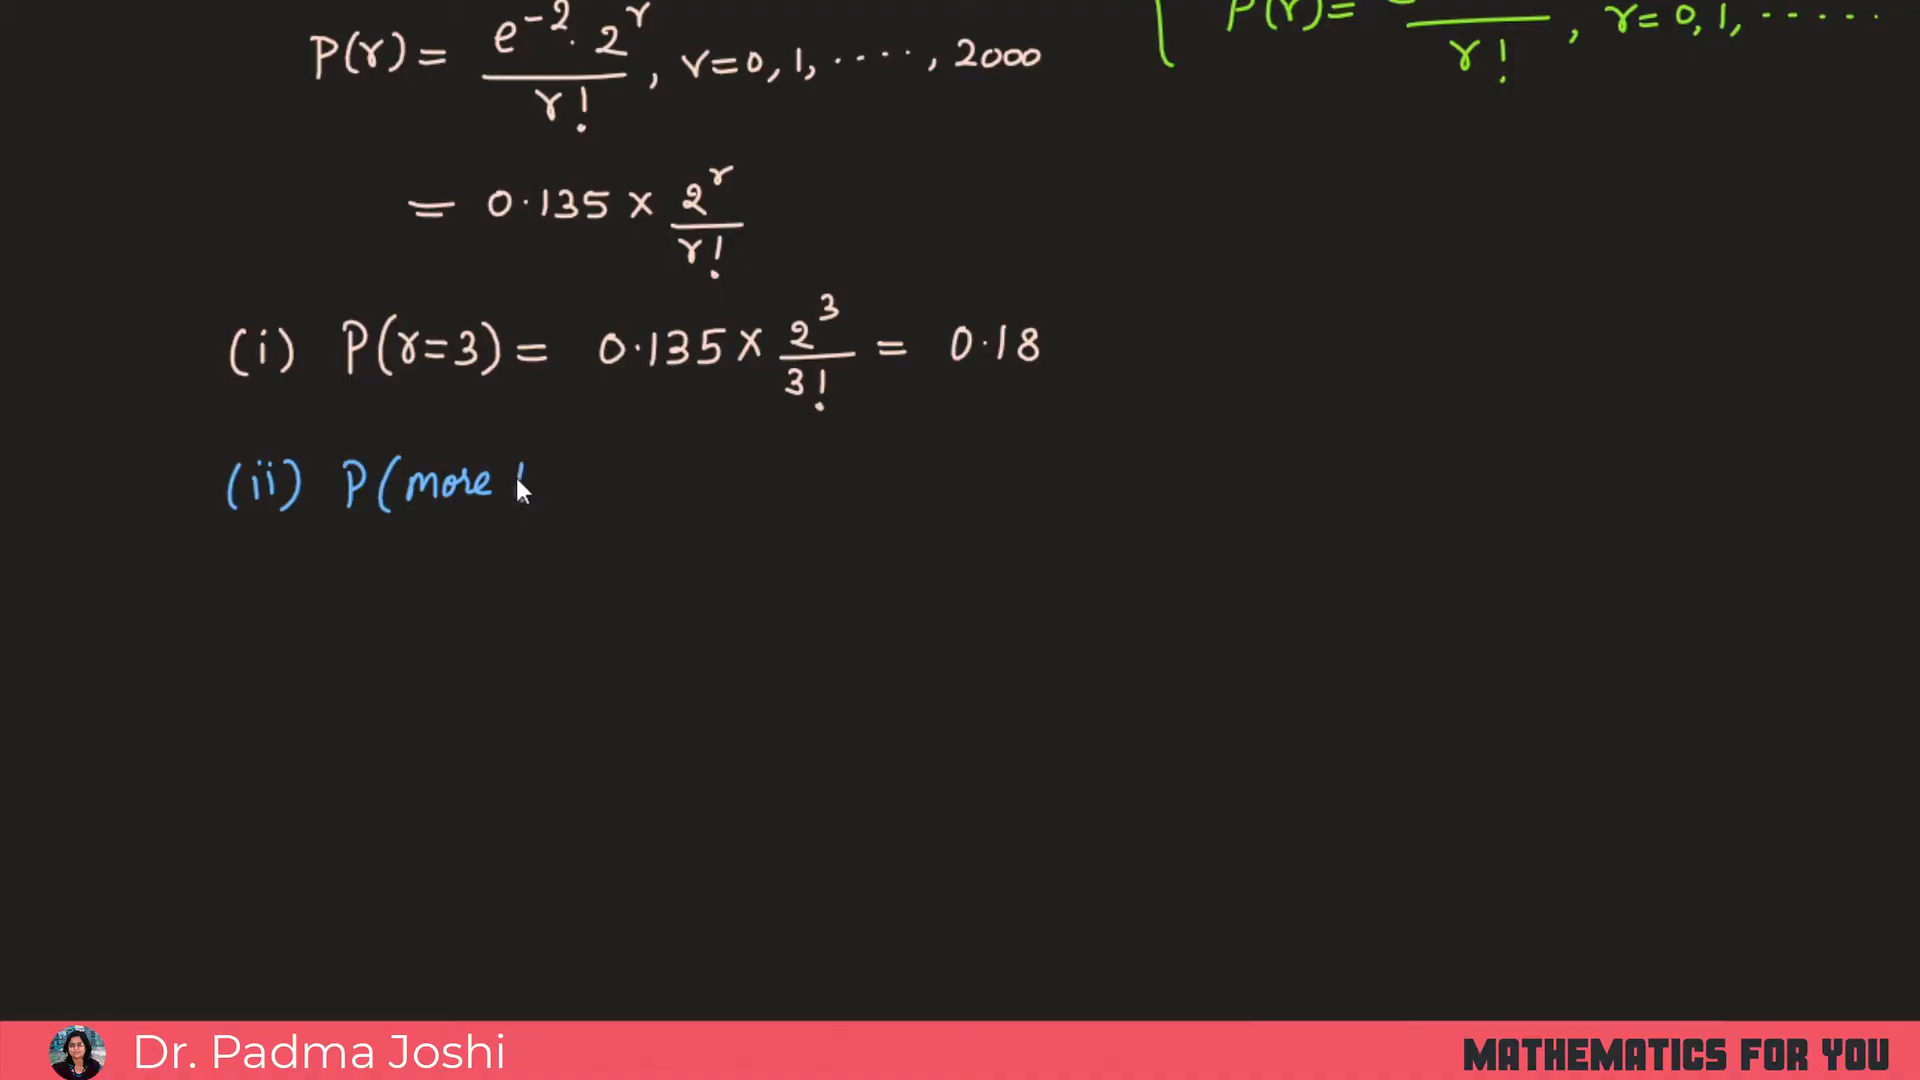 P(r) = e^-2 · 2^r / r! , r=0, 1, ····, 2000
P(r)= / r! , r=0, 1, ·····
= 0.135 × 2^r / r!
(i) P(r=3) = 0.135 × 2^3 / 3! = 0.18
(ii) P(more
Dr. Padma Joshi
MATHEMATICS FOR YOU